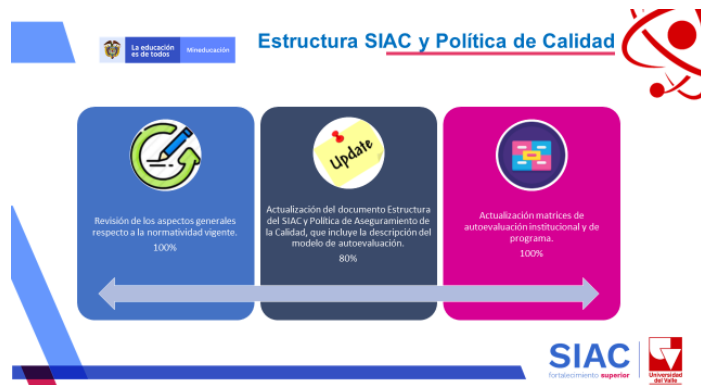 La educación
es de todos
Mineducación
Estructura SIAC y Política de Calidad
Revisión de los aspectos generales
respecto a la normatividad vigente.
100%
Update
Actualización del documento Estructura
del SIAC y Política de Aseguramiento de
la Calidad, que incluye la descripción del
modelo de autoevaluación.
80%
Actualización matrices de
autoevaluación institucional y de
programa.
100%
SIAC
fortalecimiento superior
Universidad
del Valle